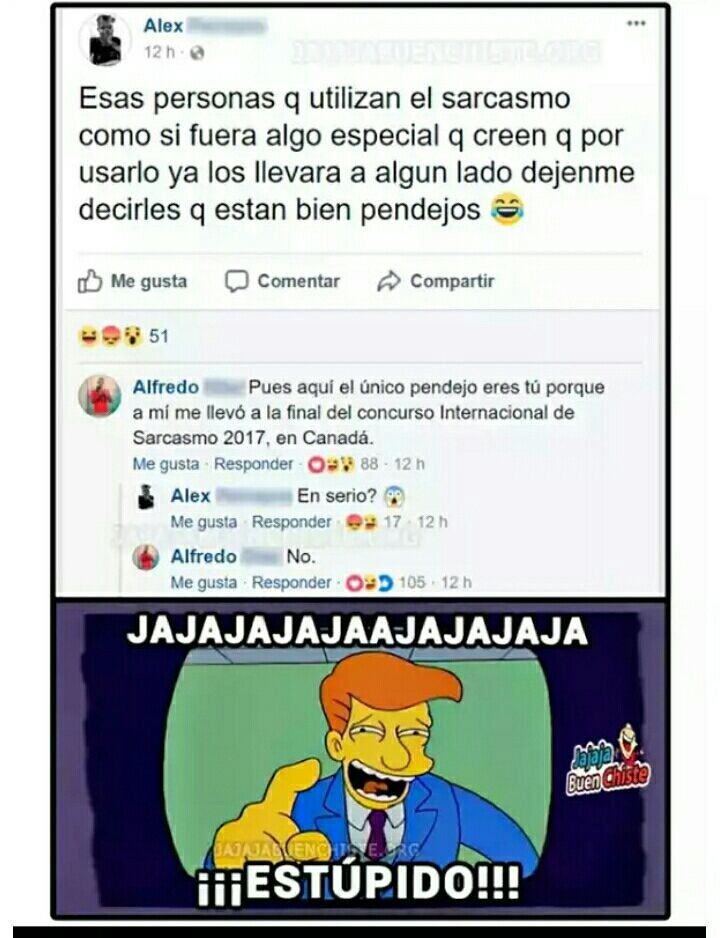 Alex
12 h
JAJAJABUENCHISTE.ORG
Esas personas q utilizan el sarcasmo
como si fuera algo especial q creen q por
usarlo ya los llevara a algun lado dejenme
decirles q estan bien pendejos 😂
Me gusta Comentar Compartir
51
Alfredo Pues aquí el único pendejo eres tú porque
a mí me llevó a la final del concurso Internacional de
Sarcasmo 2017, en Canadá.
Me gusta · Responder · 88 · 12 h
Alex En serio? 😱
Me gusta · Responder · 17 · 12 h
Alfredo No.
Me gusta · Responder · 105 · 12 h
JAJAJAJAJAAJAJAJAJA
Jajaja
Buen Chiste
JAJAJABUENCHISTE.ORG
¡¡¡ESTÚPIDO!!!